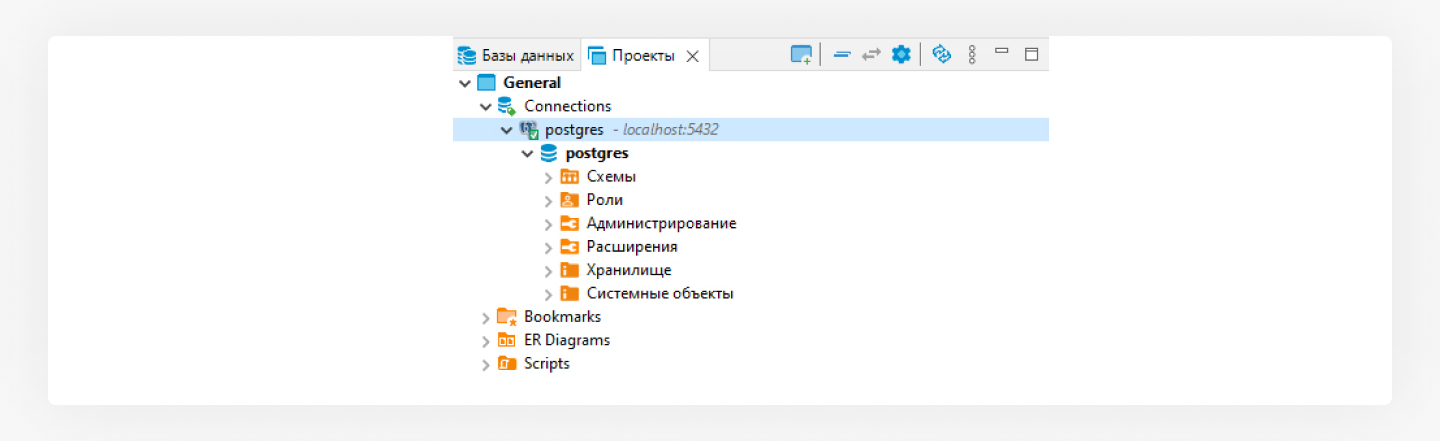 Базы данных Проекты
General
Connections
postgres - localhost:5432
postgres
Схемы
Роли
Администрирование
Расширения
Хранилище
Системные объекты
Bookmarks
ER Diagrams
Scripts